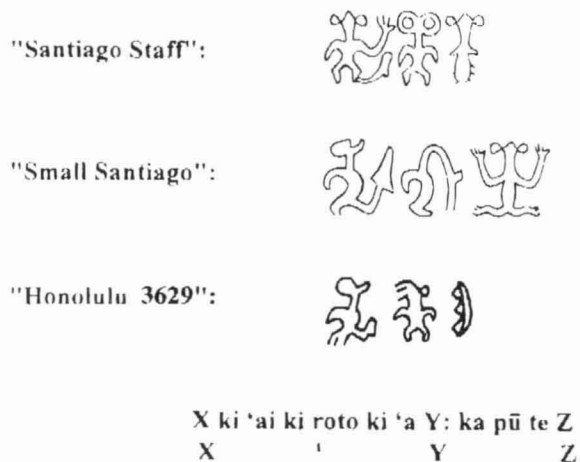 "Santiago Staff":
"Small Santiago":
"Honolulu 3629":
X ki ‘ai ki roto ki ‘a Y: ka pū te Z
X ' Y Z